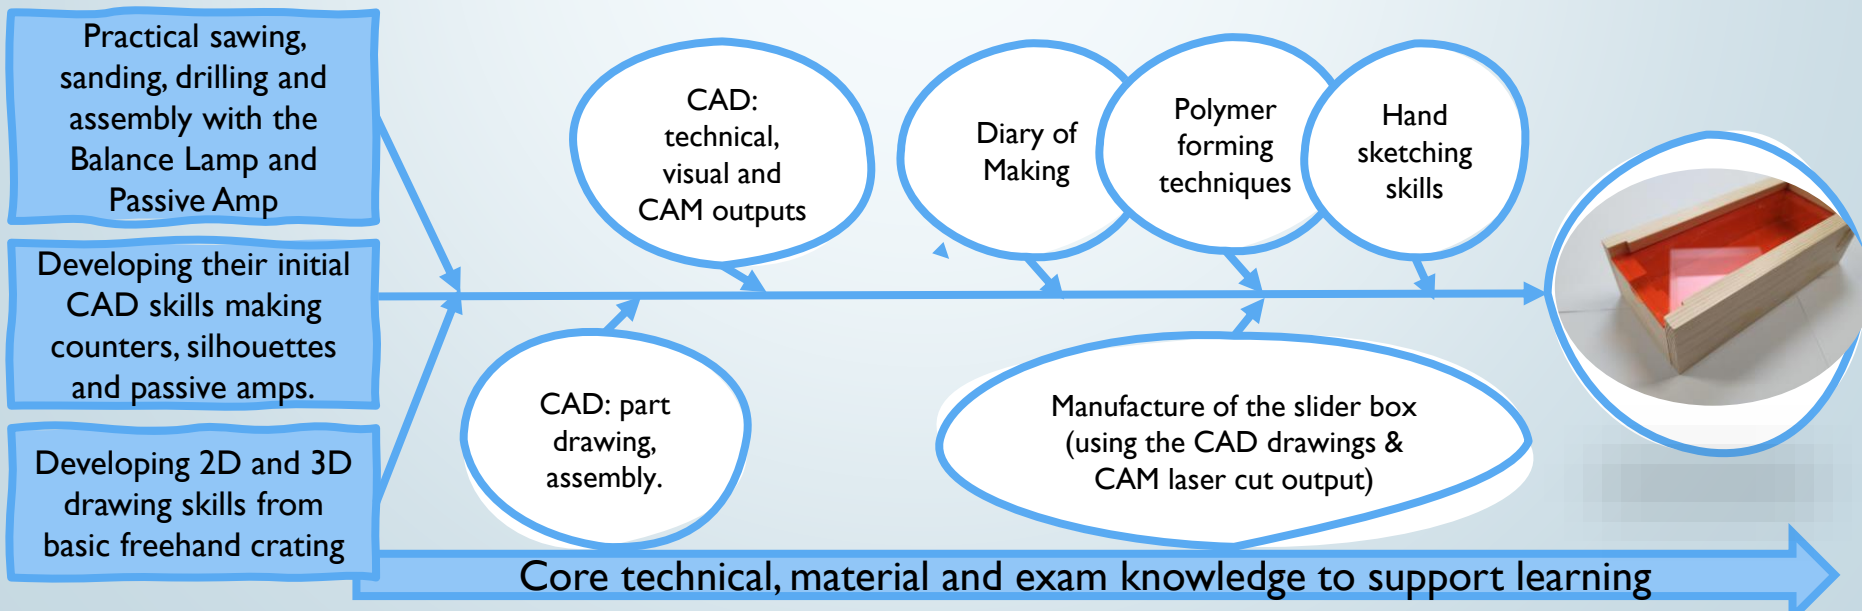 Practical sawing,
sanding, drilling and
assembly with the
Balance Lamp and
Passive Amp
Developing their initial
CAD skills making
counters, silhouettes
and passive amps.
Developing 2D and 3D
drawing skills from
basic freehand crating
CAD:
technical,
visual and
CAM outputs
Diary of
Making
Polymer
forming
techniques
Hand
sketching
skills
CAD: part
drawing,
assembly.
Manufacture of the slider box
(using the CAD drawings &
CAM laser cut output)
Core technical, material and exam knowledge to support learning